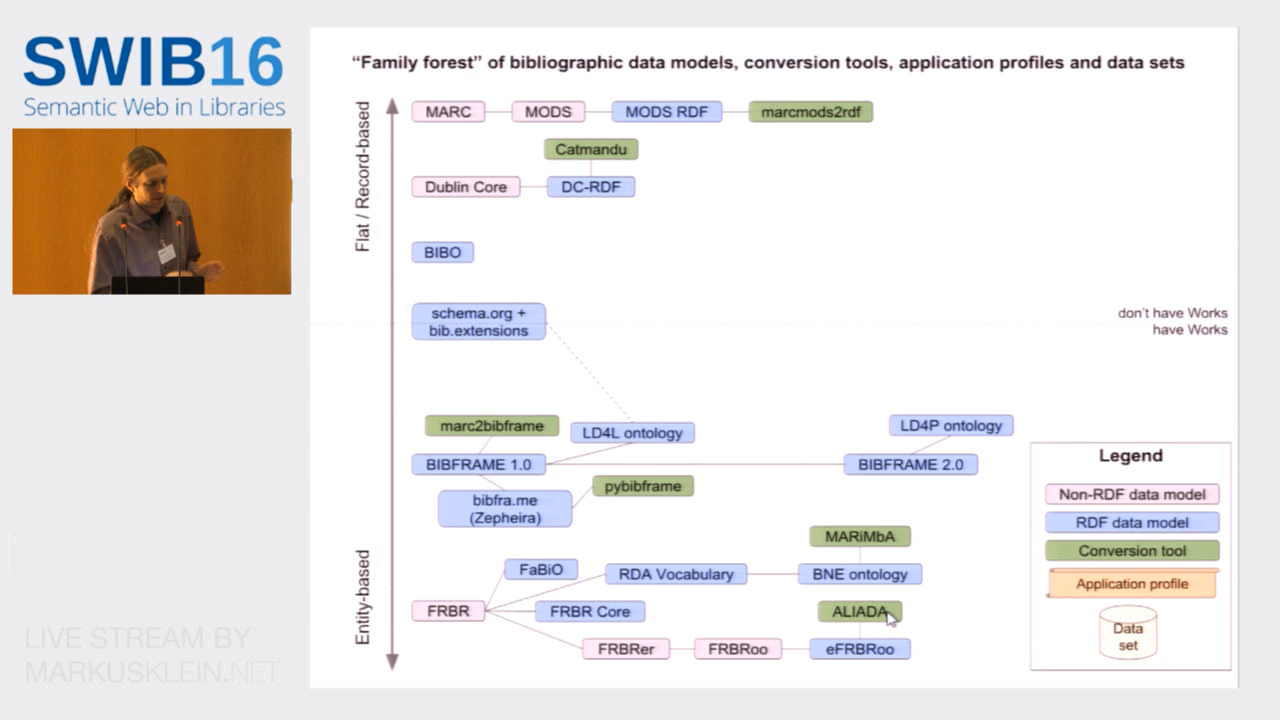 SWIB16
Semantic Web in Libraries
“Family forest” of bibliographic data models, conversion tools, application profiles and data sets
Flat / Record-based
MARC
MODS
MODS RDF
marcmods2rdf
Catmandu
Dublin Core
DC-RDF
BIBO
schema.org +
bib.extensions
don't have Works
have Works
marc2bibframe
LD4L ontology
LD4P ontology
BIBFRAME 1.0
BIBFRAME 2.0
bibfra.me
(Zepheira)
pybibframe
Entity-based
MARiMbA
FaBiO
RDA Vocabulary
BNE ontology
FRBR
FRBR Core
ALIADA
FRBRer
FRBRoo
eFRBRoo
Legend
Non-RDF data model
RDF data model
Conversion tool
Application profile
Data
set
LIVE STREAM BY
MARKUSKLEIN.NET